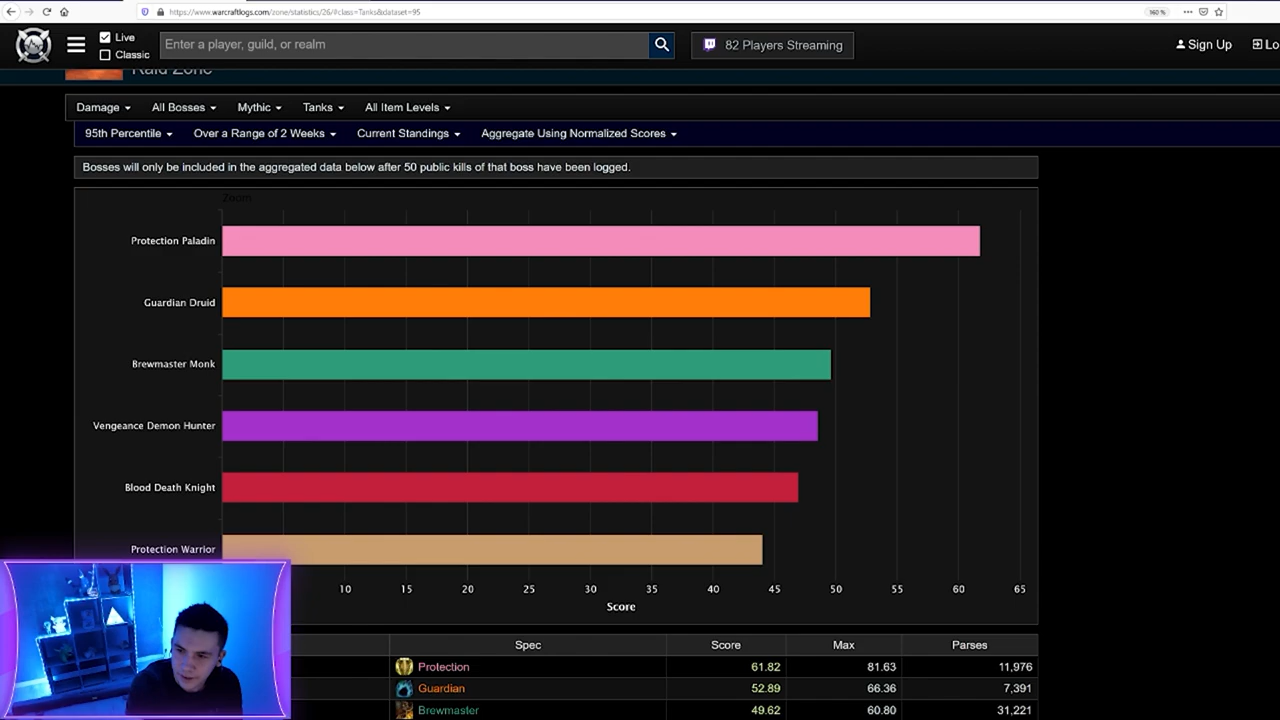 https://www.warcraftlogs.com/zone/statistics/26/#class=Tanks&dataset=95
160 %
Live
Classic
Enter a player, guild, or realm
82 Players Streaming
Sign Up
Lo
Raid Zone
Damage
All Bosses
Mythic
Tanks
All Item Levels
95th Percentile
Over a Range of 2 Weeks
Current Standings
Aggregate Using Normalized Scores
Bosses will only be included in the aggregated data below after 50 public kills of that boss have been logged.
Zoom
Protection Paladin
Guardian Druid
Brewmaster Monk
Vengeance Demon Hunter
Blood Death Knight
Protection Warrior
10 15 20 25 30 35 40 45 50 55 60 65
Score
Spec Score Max Parses
Protection 61.82 81.63 11,976
Guardian 52.89 66.36 7,391
Brewmaster 49.62 60.80 31,221